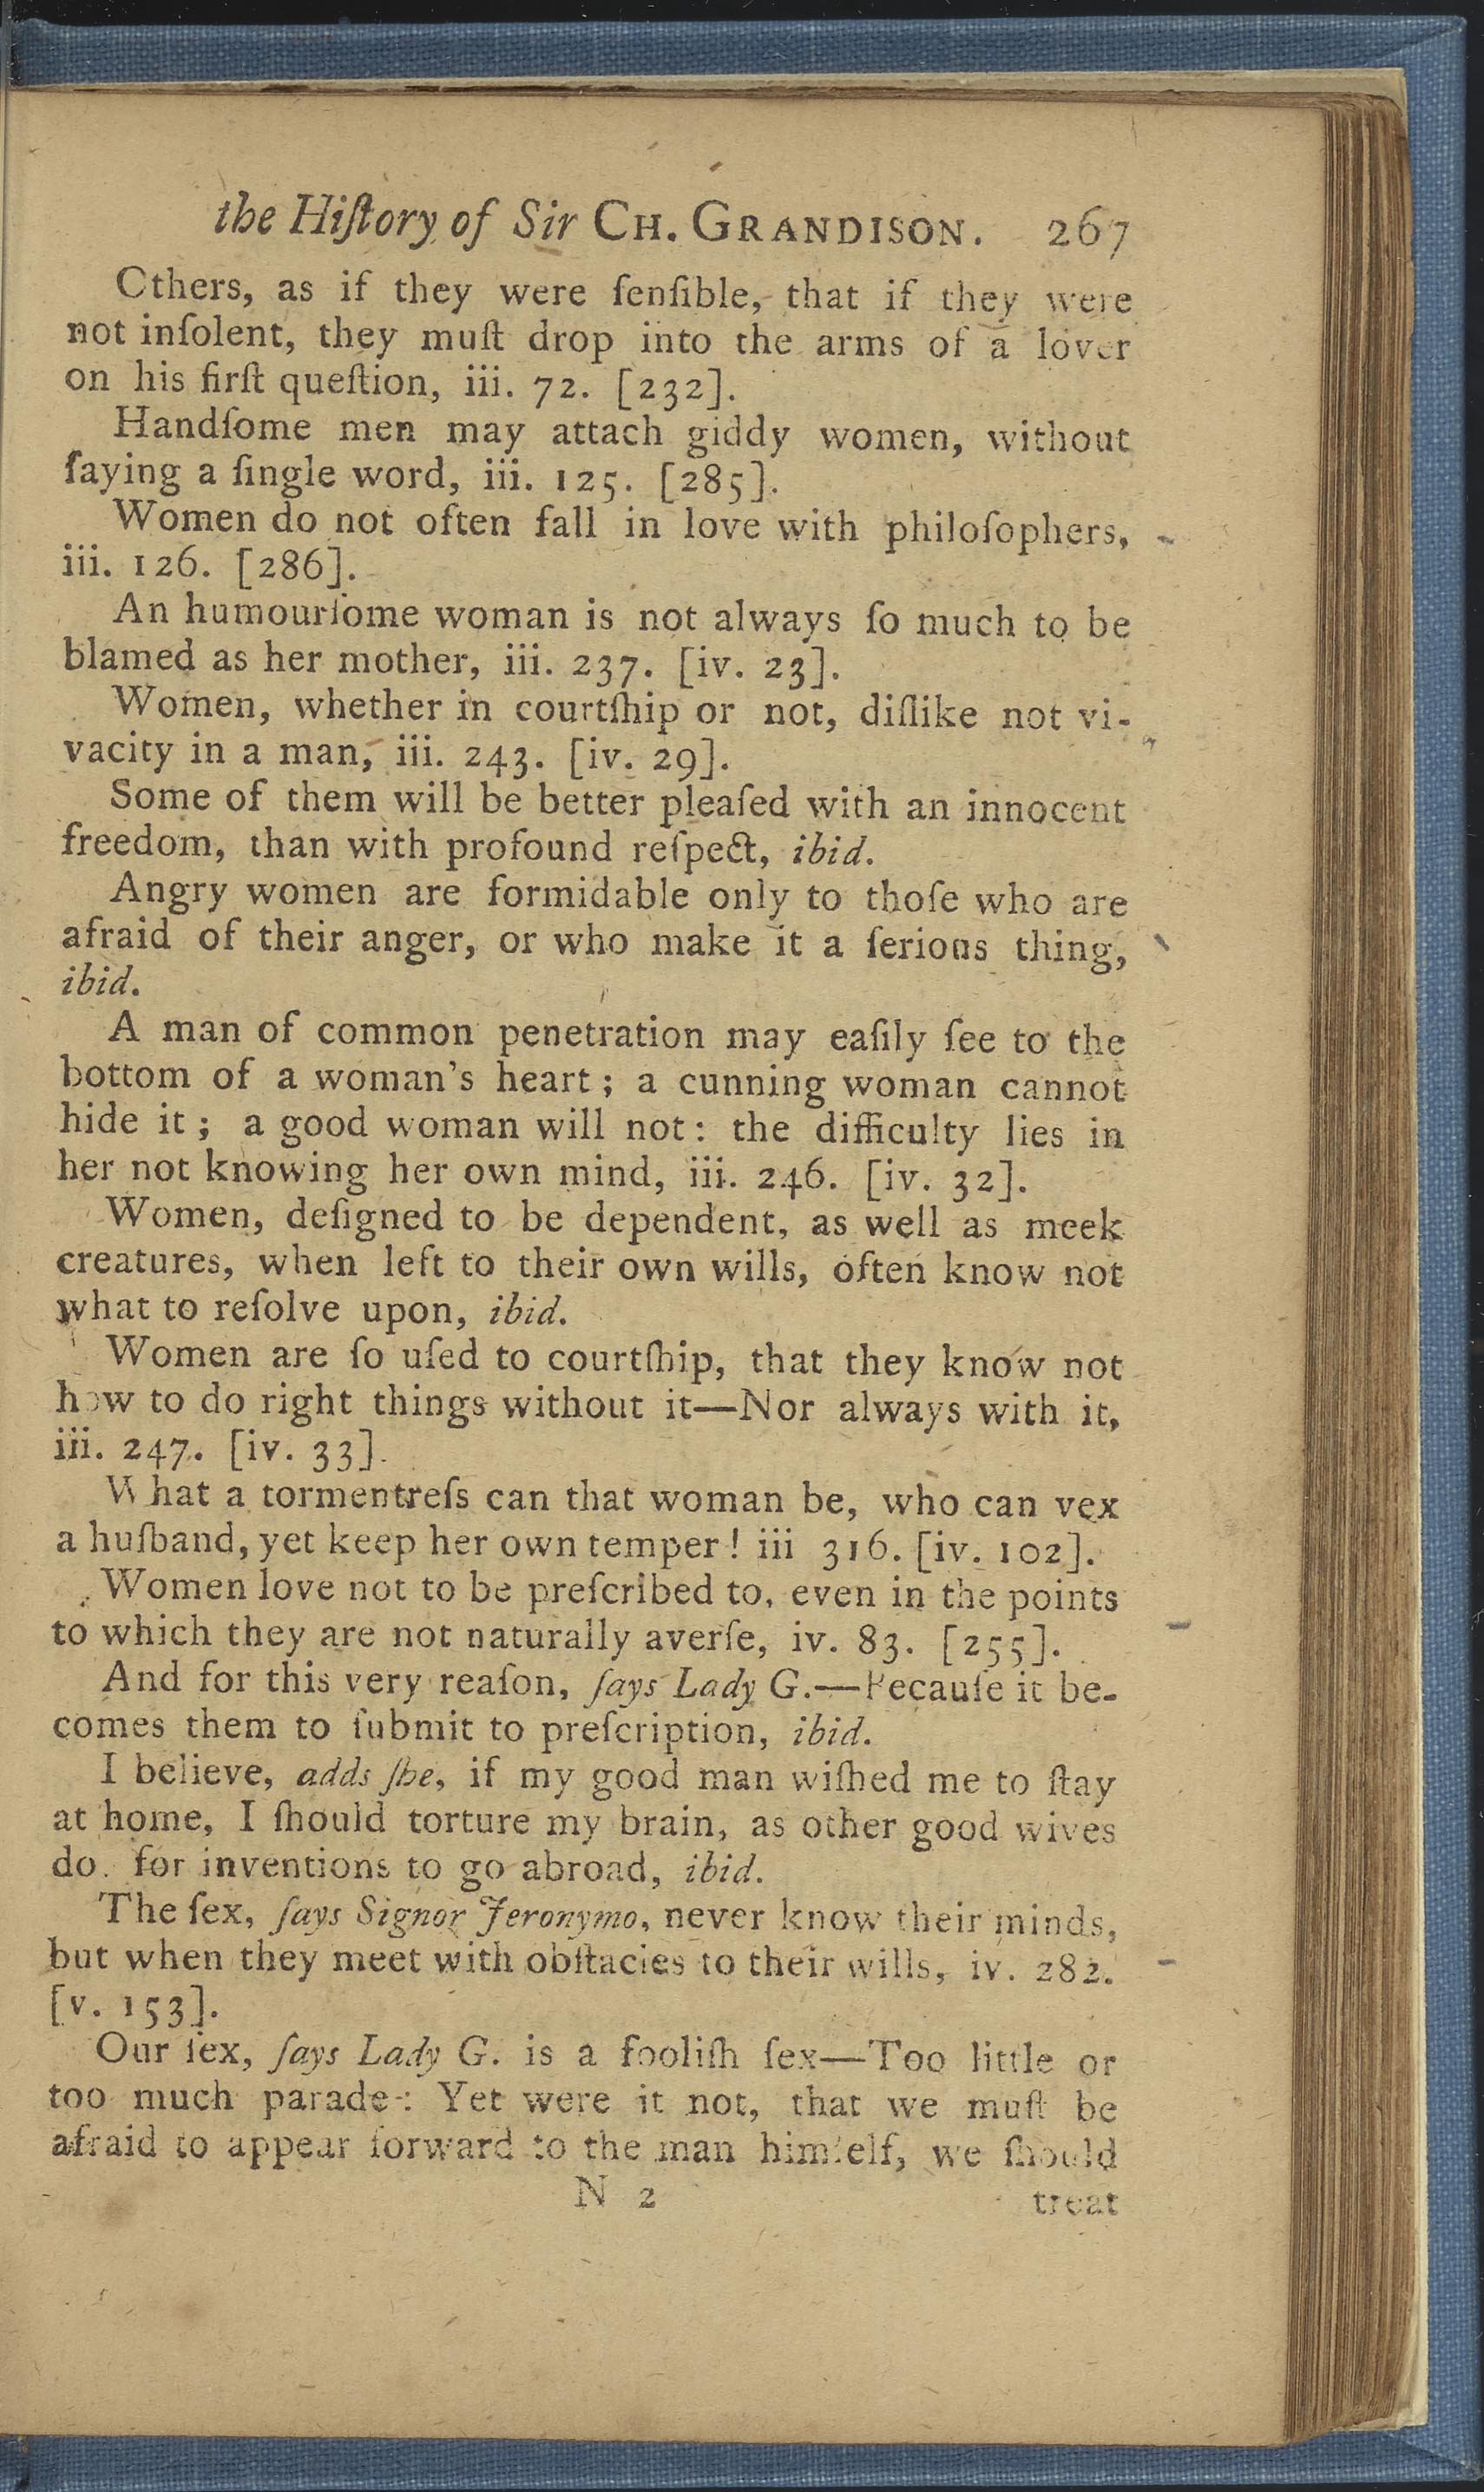 the Hiſtory of Sir CH. GRANDISON. 267
Others, as if they were ſenſible, that if they were
not inſolent, they muſt drop into the arms of a lover
on his firſt queſtion, iii. 72. [232].
Handſome men may attach giddy women, without
ſaying a ſingle word, iii. 125. [285].
Women do not often fall in love with philoſophers,
iii. 126. [286].
An humourſome woman is not always ſo much to be
blamed as her mother, iii. 237. [iv. 23].
Women, whether in courtſhip or not, diſlike not vi-
vacity in a man, iii. 243. [iv. 29].
Some of them will be better pleaſed with an innocent
freedom, than with profound reſpect, ibid.
Angry women are formidable only to thoſe who are
afraid of their anger, or who make it a ſerious thing,
ibid.
A man of common penetration may eaſily ſee to the
bottom of a woman's heart; a cunning woman cannot
hide it; a good woman will not: the difficulty lies in
her not knowing her own mind, iii. 246. [iv. 32].
Women, deſigned to be dependent, as well as meek
creatures, when left to their own wills, often know not
what to reſolve upon, ibid.
Women are ſo uſed to courtſhip, that they know not
how to do right things without it—Nor always with it,
iii. 247. [iv. 33].
What a tormentreſs can that woman be, who can vex
a huſband, yet keep her own temper! iii 316. [iv. 102].
Women love not to be preſcribed to, even in the points
to which they are not naturally averſe, iv. 83. [255].
And for this very reaſon, ſays Lady G.—Becauſe it be-
comes them to ſubmit to preſcription, ibid.
I believe, adds ſhe, if my good man wiſhed me to ſtay
at home, I ſhould torture my brain, as other good wives
do. for inventions to go abroad, ibid.
The ſex, ſays Signor Jeronymo, never know their minds,
but when they meet with obſtacles to their wills, iv. 282.
[v. 153].
Our ſex, ſays Lady G. is a fooliſh ſex—Too little or
too much parade: Yet were it not, that we muſt be
afraid to appear forward to the man himſelf, we ſhould
N 2
treat